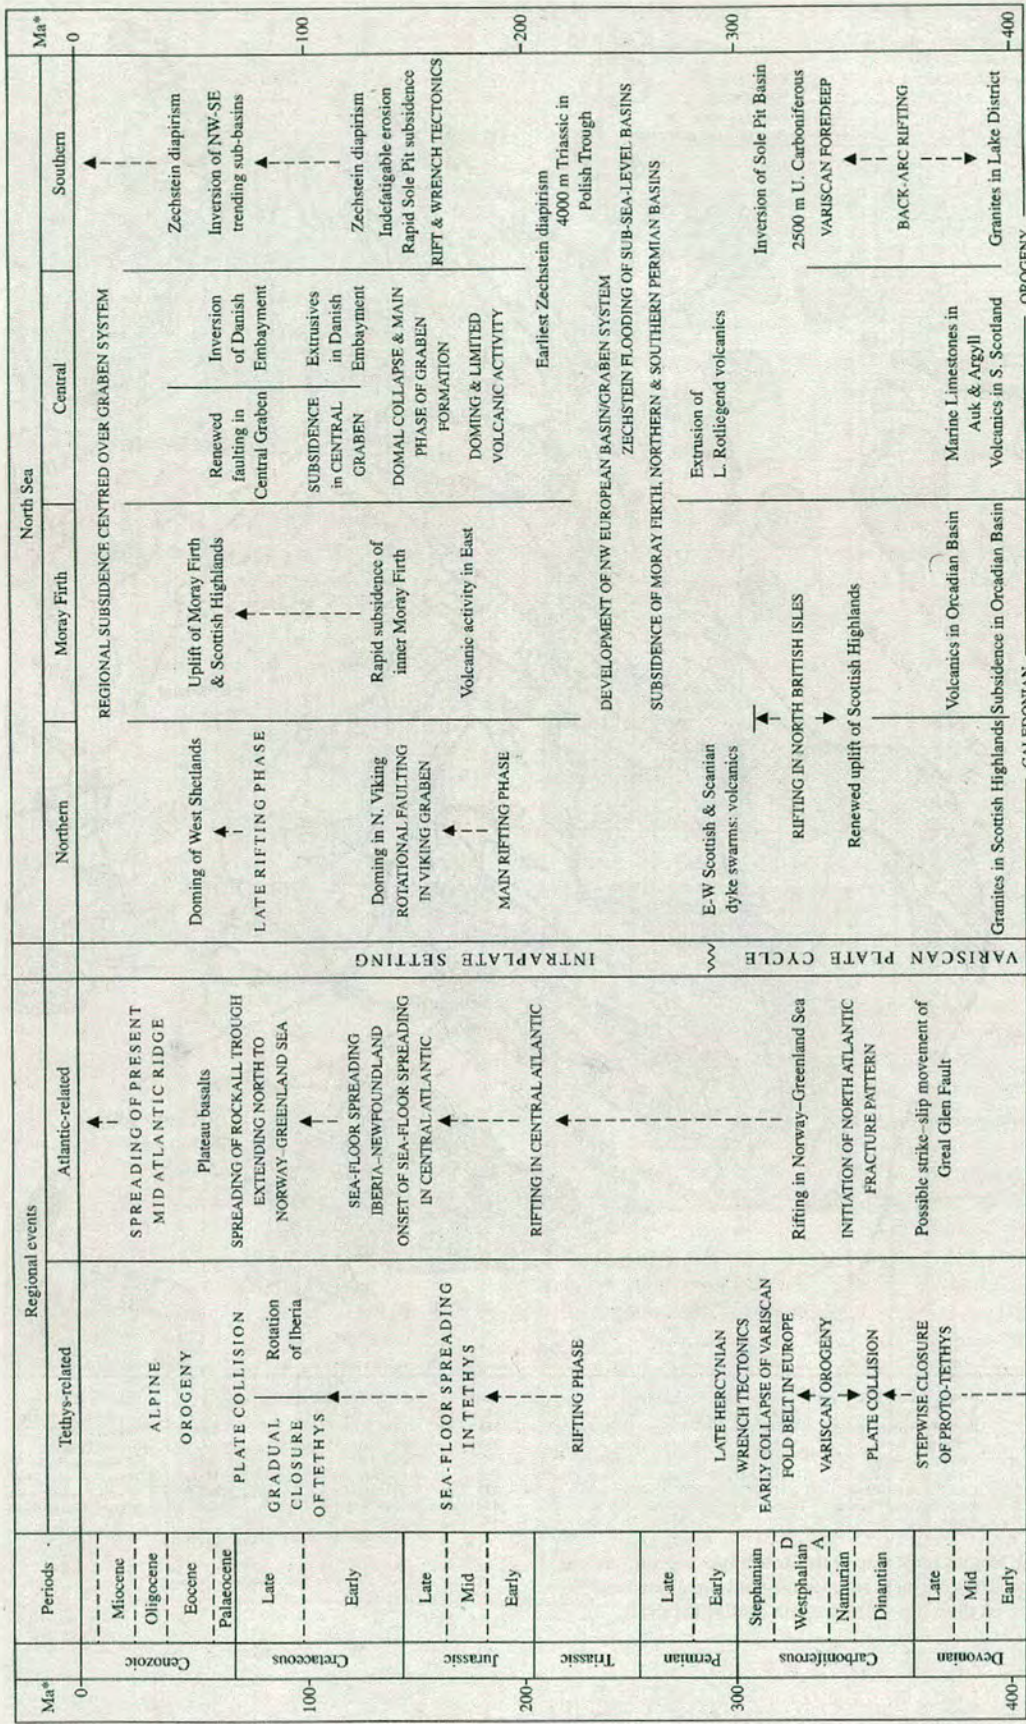 Ma*
Periods
Regional events
Tethys-related
Atlantic-related
North Sea
Northern
Moray Firth
Central
Southern
Ma*
0
100
200
300
400
Cenozoic
Cretaceous
Jurassic
Triassic
Permian
Carboniferous
Devonian
Miocene
Oligocene
Eocene
Palaeocene
Late
Early
Late
Mid
Early
Late
Early
Stephanian
D
Westphalian
A
Namurian
Dinantian
Late
Mid
Early
ALPINE
OROGENY
PLATE COLLISION
GRADUAL
CLOSURE
OF TETHYS
Rotation
of Iberia
SEA-FLOOR SPREADING
IN TETHYS
RIFTING PHASE
LATE HERCYNIAN
WRENCH TECTONICS
EARLY COLLAPSE OF VARISCAN
FOLD BELT IN EUROPE
VARISCAN OROGENY
PLATE COLLISION
STEPWISE CLOSURE
OF PROTO-TETHYS
SPREADING OF PRESENT
MID ATLANTIC RIDGE
Plateau basalts
SPREADING OF ROCKALL TROUGH
EXTENDING NORTH TO
NORWAY–GREENLAND SEA
SEA-FLOOR SPREADING
IBERIA–NEWFOUNDLAND
ONSET OF SEA-FLOOR SPREADING
IN CENTRAL ATLANTIC
RIFTING IN CENTRAL ATLANTIC
Rifting in Norway–Greenland Sea
INITIATION OF NORTH ATLANTIC
FRACTURE PATTERN
Possible strike–slip movement of
Greal Glen Fault
INTRAPLATE SETTING
VARISCAN PLATE CYCLE
REGIONAL SUBSIDENCE CENTRED OVER GRABEN SYSTEM
Doming of West Shetlands
LATE RIFTING PHASE
Doming in N. Viking
ROTATIONAL FAULTING
IN VIKING GRABEN
MAIN RIFTING PHASE
E-W Scottish & Scanian
dyke swarms: volcanics
RIFTING IN NORTH BRITISH ISLES
Renewed uplift of Scottish Highlands
Granites in Scottish Highlands
Uplift of Moray Firth
& Scottish Highlands
Rapid subsidence of
inner Moray Firth
Volcanic activity in East
Volcanics in Orcadian Basin
Subsidence in Orcadian Basin
Renewed
faulting in
Central Graben
Inversion
of Danish
Embayment
SUBSIDENCE
in CENTRAL
GRABEN
Extrusives
in Danish
Embayment
DOMAL COLLAPSE & MAIN
PHASE OF GRABEN
FORMATION
DOMING & LIMITED
VOLCANIC ACTIVITY
Earliest Zechstein diapirism
DEVELOPMENT OF NW EUROPEAN BASIN/GRABEN SYSTEM
ZECHSTEIN FLOODING OF SUB-SEA-LEVEL BASINS
SUBSIDENCE OF MORAY FIRTH, NORTHERN & SOUTHERN PERMIAN BASINS
Extrusion of
L. Rotliegend volcanics
Marine Limestones in
Auk & Argyll
Volcanics in S. Scotland
Zechstein diapirism
Inversion of NW-SE
trending sub-basins
Zechstein diapirism
Indefatigable erosion
Rapid Sole Pit subsidence
RIFT & WRENCH TECTONICS
4000 m Triassic in
Polish Trough
Inversion of Sole Pit Basin
2500 m U. Carboniferous
VARISCAN FOREDEEP
BACK-ARC RIFTING
Granites in Lake District
CALEDONIAN
OROGENY
0
100
200
300
400